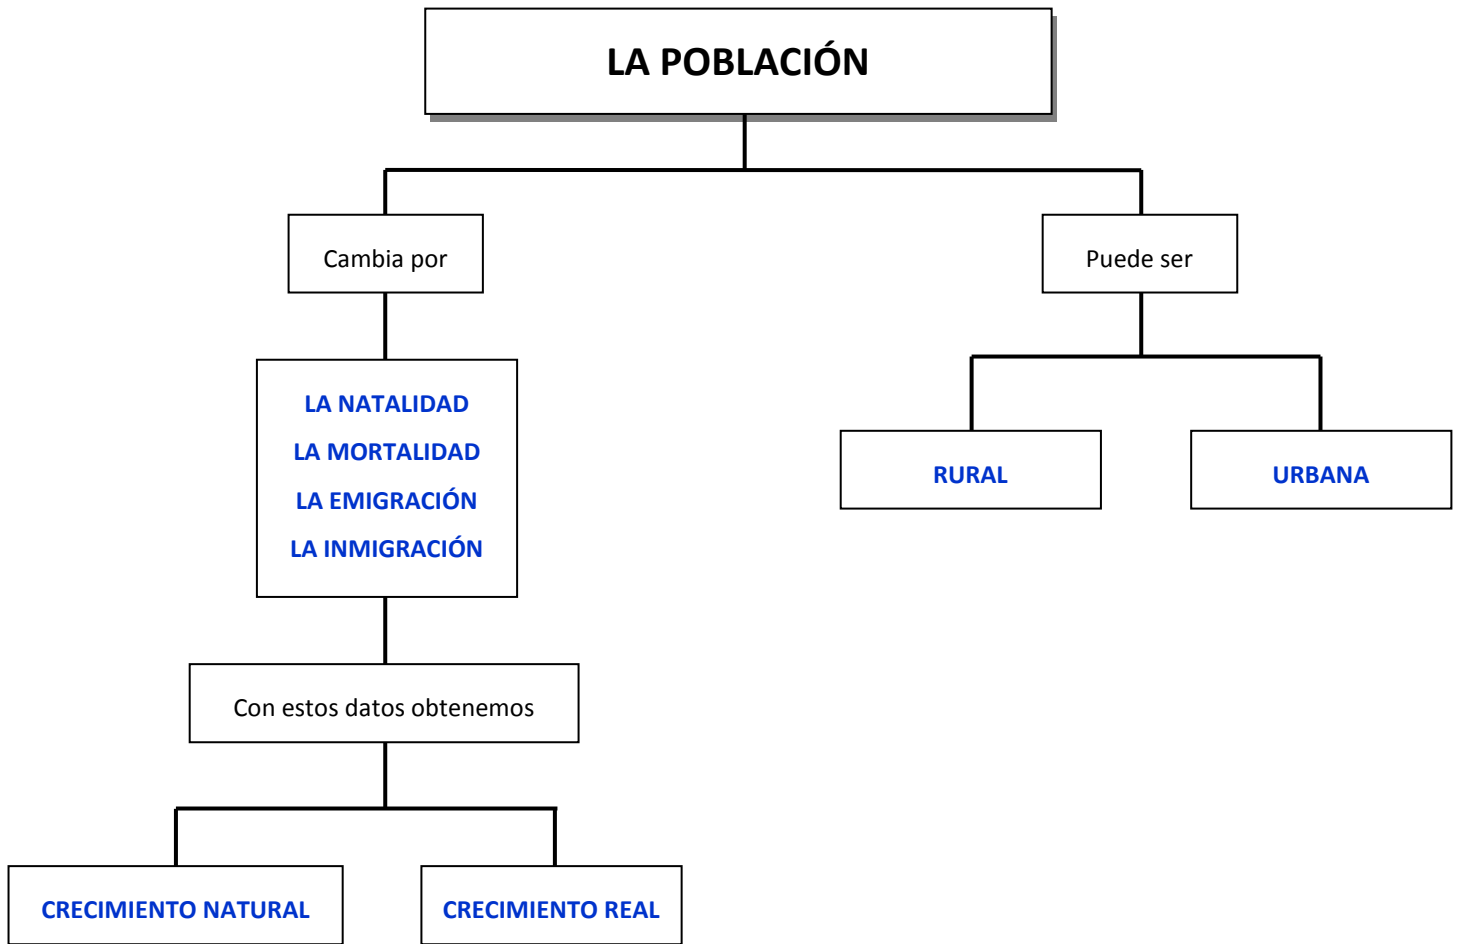 LA POBLACIÓN
Cambia por
Puede ser
LA NATALIDAD
LA MORTALIDAD
LA EMIGRACIÓN
LA INMIGRACIÓN
RURAL
URBANA
Con estos datos obtenemos
CRECIMIENTO NATURAL
CRECIMIENTO REAL